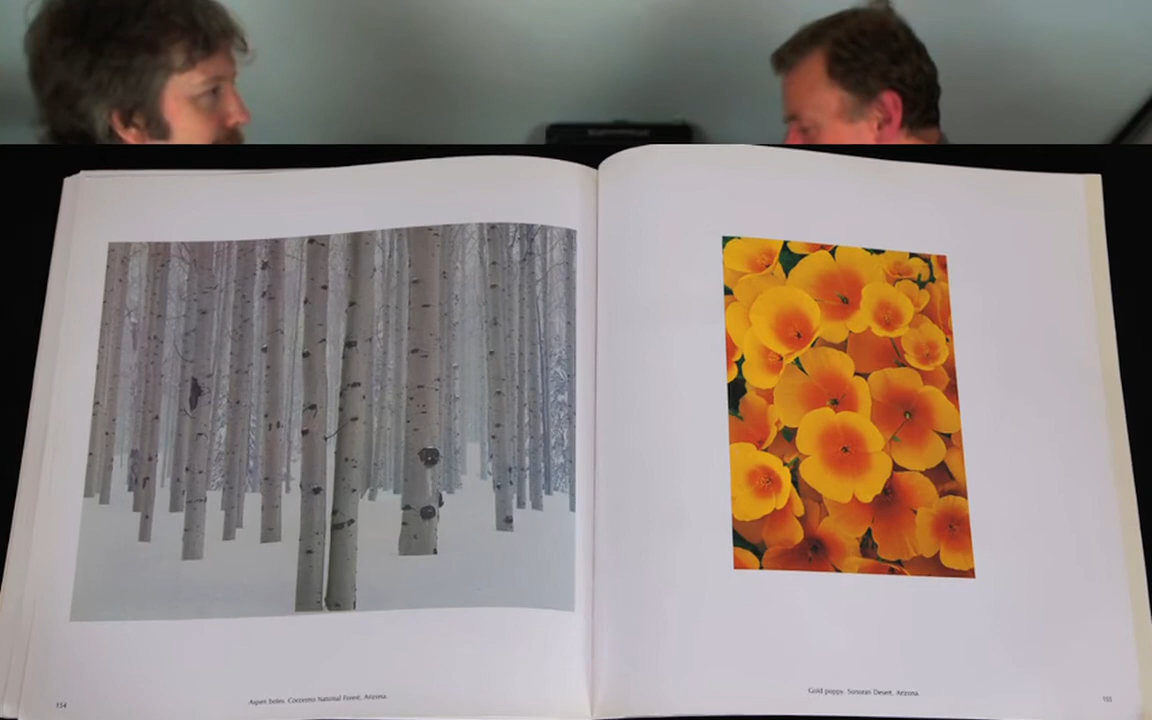 Aspen boles. Coconino National Forest, Arizona.
154
Gold poppy. Sonoran Desert, Arizona.
155